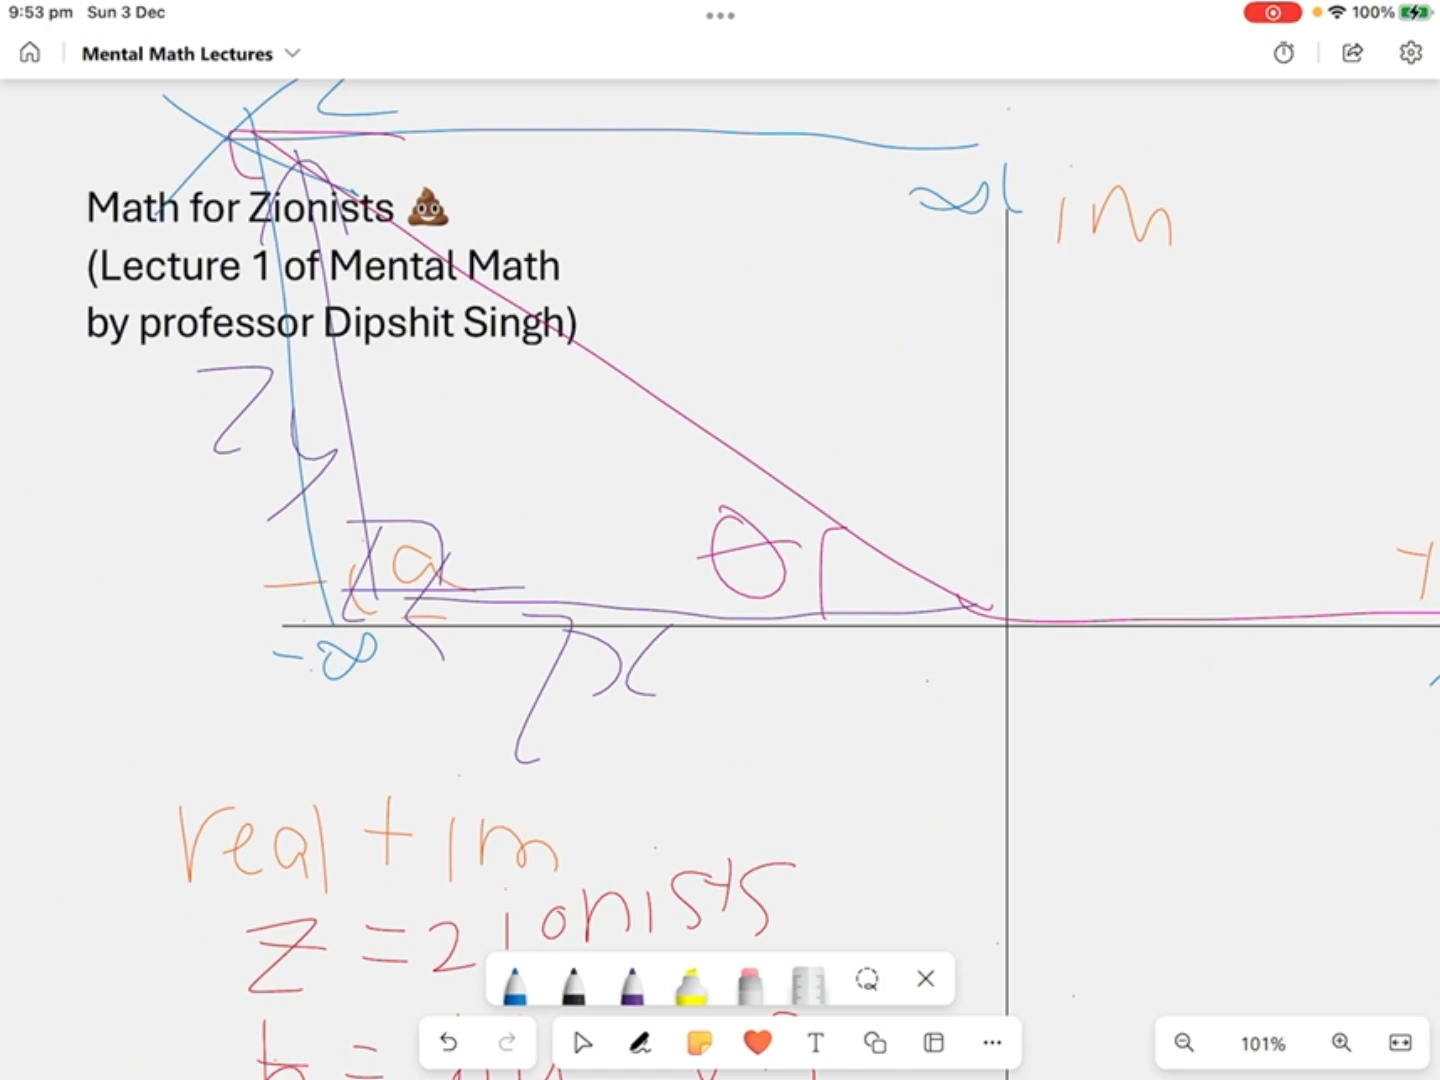 9:53 pm Sun 3 Dec
100%
Mental Math Lectures
Math for Zionists 💩
(Lecture 1 of Mental Math
by professor Dipshit Singh)
im
θ
-∞
real + im
z = zionists
101%